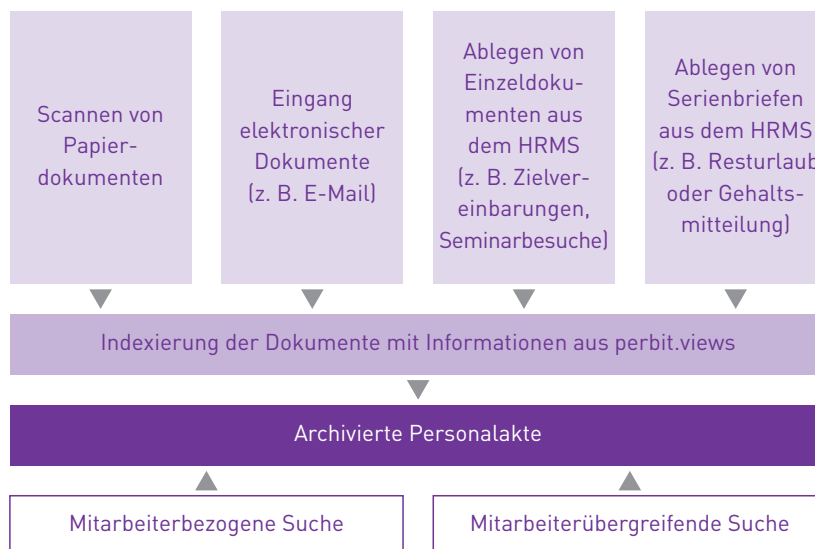 Scannen von
Papier-
dokumenten
Eingang
elektronischer
Dokumente
(z. B. E-Mail)
Ablegen von
Einzeldoku-
menten aus
dem HRMS
(z. B. Zielver-
einbarungen,
Seminarbesuche)
Ablegen von
Serienbriefen
aus dem HRMS
(z. B. Resturlaub
oder Gehalts-
mitteilung)
Indexierung der Dokumente mit Informationen aus perbit.views
Archivierte Personalakte
Mitarbeiterbezogene Suche
Mitarbeiterübergreifende Suche